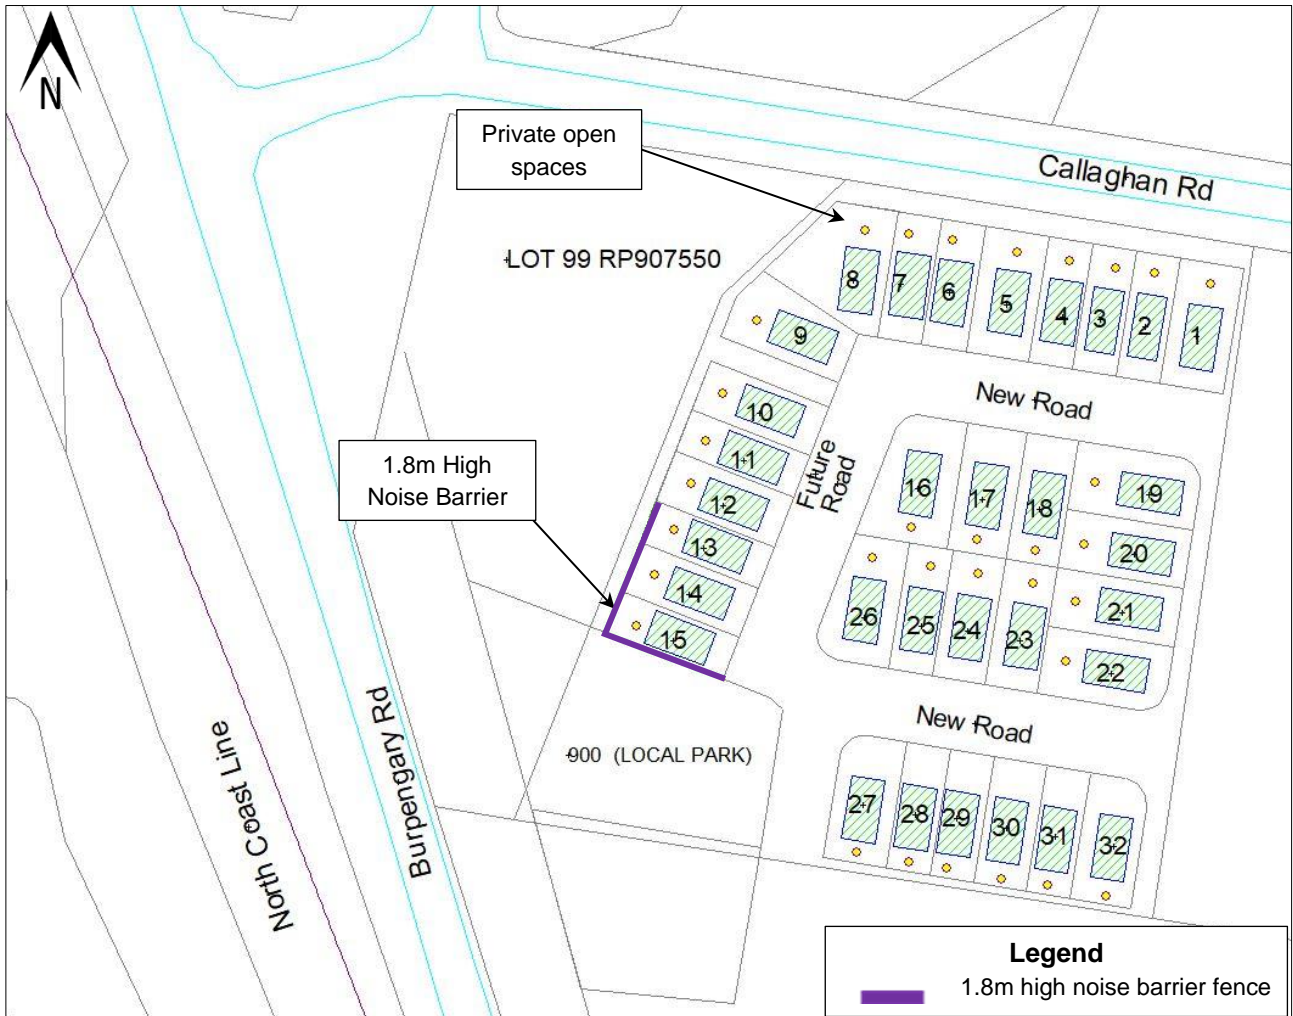 N
Private open
spaces
Callaghan Rd
LOT 99 RP907550
8
7
6
5
4
3
2
1
9
New Road
10
11
12
13
14
15
Future
Road
1.8m High
Noise Barrier
16
17
18
19
20
21
22
26
25
24
23
New Road
900 (LOCAL PARK)
North Coast Line
Burpengary Rd
27
28
29
30
31
32
Legend
1.8m high noise barrier fence